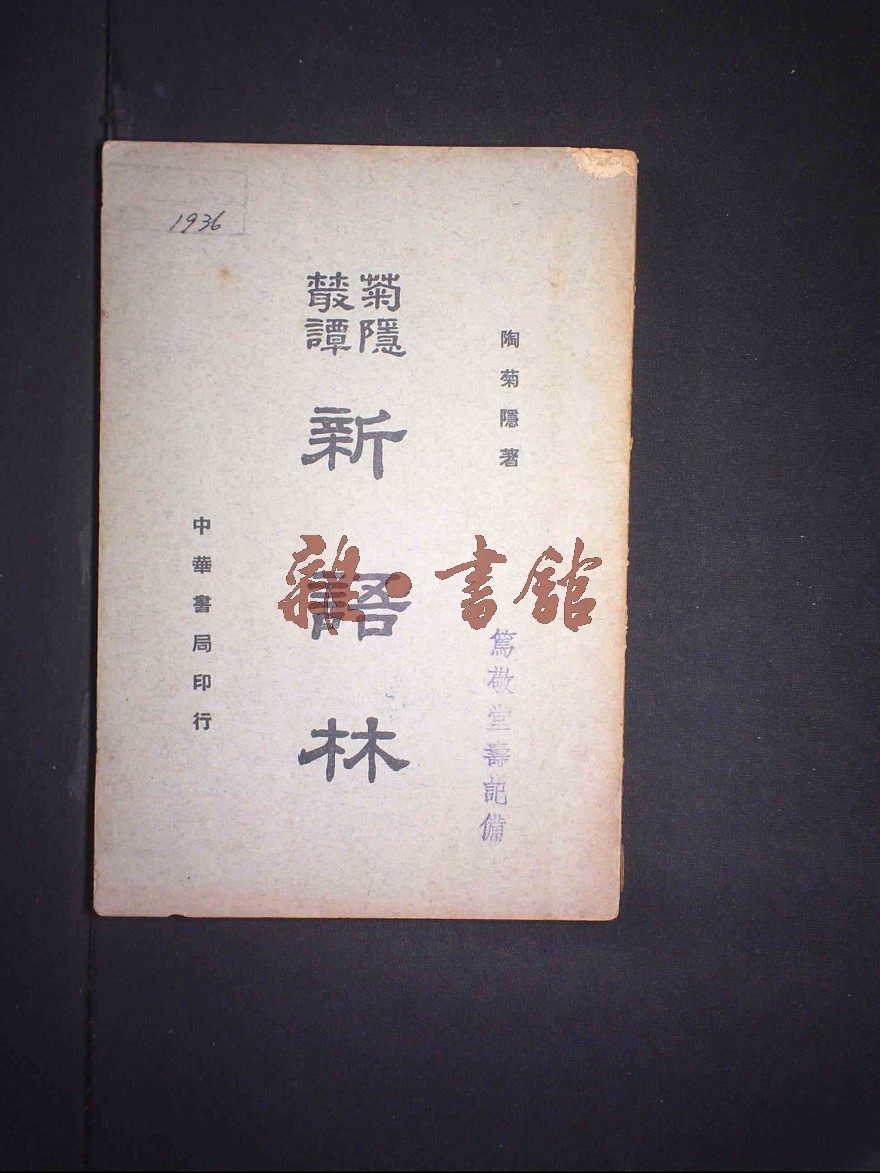 1936
陶菊隱著
菊隱
叢譚
新語林
中華書局印行
雜·書館
篤敬堂壽記備